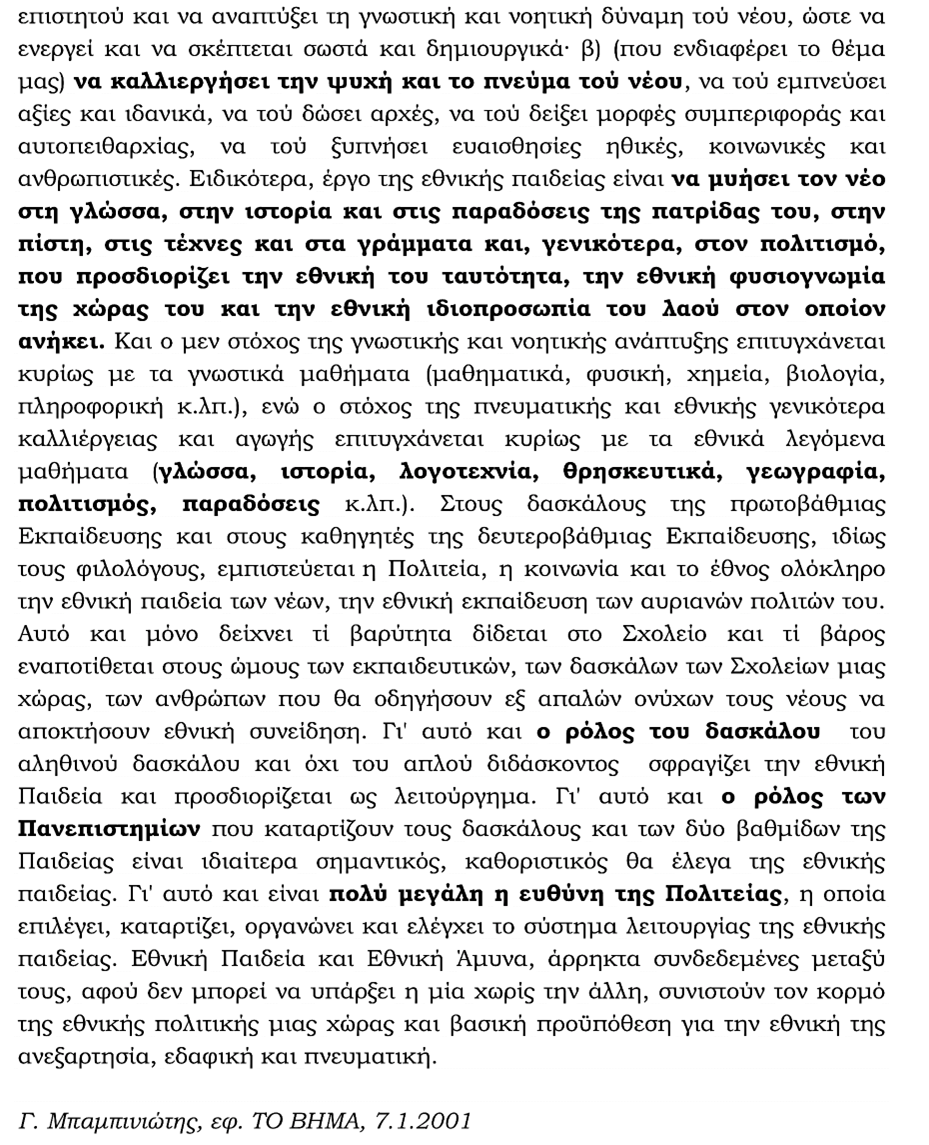 επιστητού και να αναπτύξει τη γνωστική και νοητική δύναμη τού νέου, ώστε να
ενεργεί και να σκέπτεται σωστά και δημιουργικά· β) (που ενδιαφέρει το θέμα
μας) να καλλιεργήσει την ψυχή και το πνεύμα τού νέου, να τού εμπνεύσει
αξίες και ιδανικά, να τού δώσει αρχές, να τού δείξει μορφές συμπεριφοράς και
αυτοπειθαρχίας, να τού ξυπνήσει ευαισθησίες ηθικές, κοινωνικές και
ανθρωπιστικές. Ειδικότερα, έργο της εθνικής παιδείας είναι να μυήσει τον νέο
στη γλώσσα, στην ιστορία και στις παραδόσεις της πατρίδας του, στην
πίστη, στις τέχνες και στα γράμματα και, γενικότερα, στον πολιτισμό,
που προσδιορίζει την εθνική του ταυτότητα, την εθνική φυσιογνωμία
της χώρας του και την εθνική ιδιοπροσωπία του λαού στον οποίον
ανήκει. Και ο μεν στόχος της γνωστικής και νοητικής ανάπτυξης επιτυγχάνεται
κυρίως με τα γνωστικά μαθήματα (μαθηματικά, φυσική, χημεία, βιολογία,
πληροφορική κ.λπ.), ενώ ο στόχος της πνευματικής και εθνικής γενικότερα
καλλιέργειας και αγωγής επιτυγχάνεται κυρίως με τα εθνικά λεγόμενα
μαθήματα (γλώσσα, ιστορία, λογοτεχνία, θρησκευτικά, γεωγραφία,
πολιτισμός, παραδόσεις κ.λπ.). Στους δασκάλους της πρωτοβάθμιας
Εκπαίδευσης και στους καθηγητές της δευτεροβάθμιας Εκπαίδευσης, ιδίως
τους φιλολόγους, εμπιστεύεται η Πολιτεία, η κοινωνία και το έθνος ολόκληρο
την εθνική παιδεία των νέων, την εθνική εκπαίδευση των αυριανών πολιτών του.
Αυτό και μόνο δείχνει τί βαρύτητα δίδεται στο Σχολείο και τί βάρος
εναποτίθεται στους ώμους των εκπαιδευτικών, των δασκάλων των Σχολείων μιας
χώρας, των ανθρώπων που θα οδηγήσουν εξ απαλών ονύχων τους νέους να
αποκτήσουν εθνική συνείδηση. Γι' αυτό και ο ρόλος του δασκάλου του
αληθινού δασκάλου και όχι του απλού διδάσκοντος σφραγίζει την εθνική
Παιδεία και προσδιορίζεται ως λειτούργημα. Γι' αυτό και ο ρόλος των
Πανεπιστημίων που καταρτίζουν τους δασκάλους και των δύο βαθμίδων της
Παιδείας είναι ιδιαίτερα σημαντικός, καθοριστικός θα έλεγα της εθνικής
παιδείας. Γι' αυτό και είναι πολύ μεγάλη η ευθύνη της Πολιτείας, η οποία
επιλέγει, καταρτίζει, οργανώνει και ελέγχει το σύστημα λειτουργίας της εθνικής
παιδείας. Εθνική Παιδεία και Εθνική Άμυνα, άρρηκτα συνδεδεμένες μεταξύ
τους, αφού δεν μπορεί να υπάρξει η μία χωρίς την άλλη, συνιστούν τον κορμό
της εθνικής πολιτικής μιας χώρας και βασική προϋπόθεση για την εθνική της
ανεξαρτησία, εδαφική και πνευματική.
Γ. Μπαμπινιώτης, εφ. ΤΟ ΒΗΜΑ, 7.1.2001